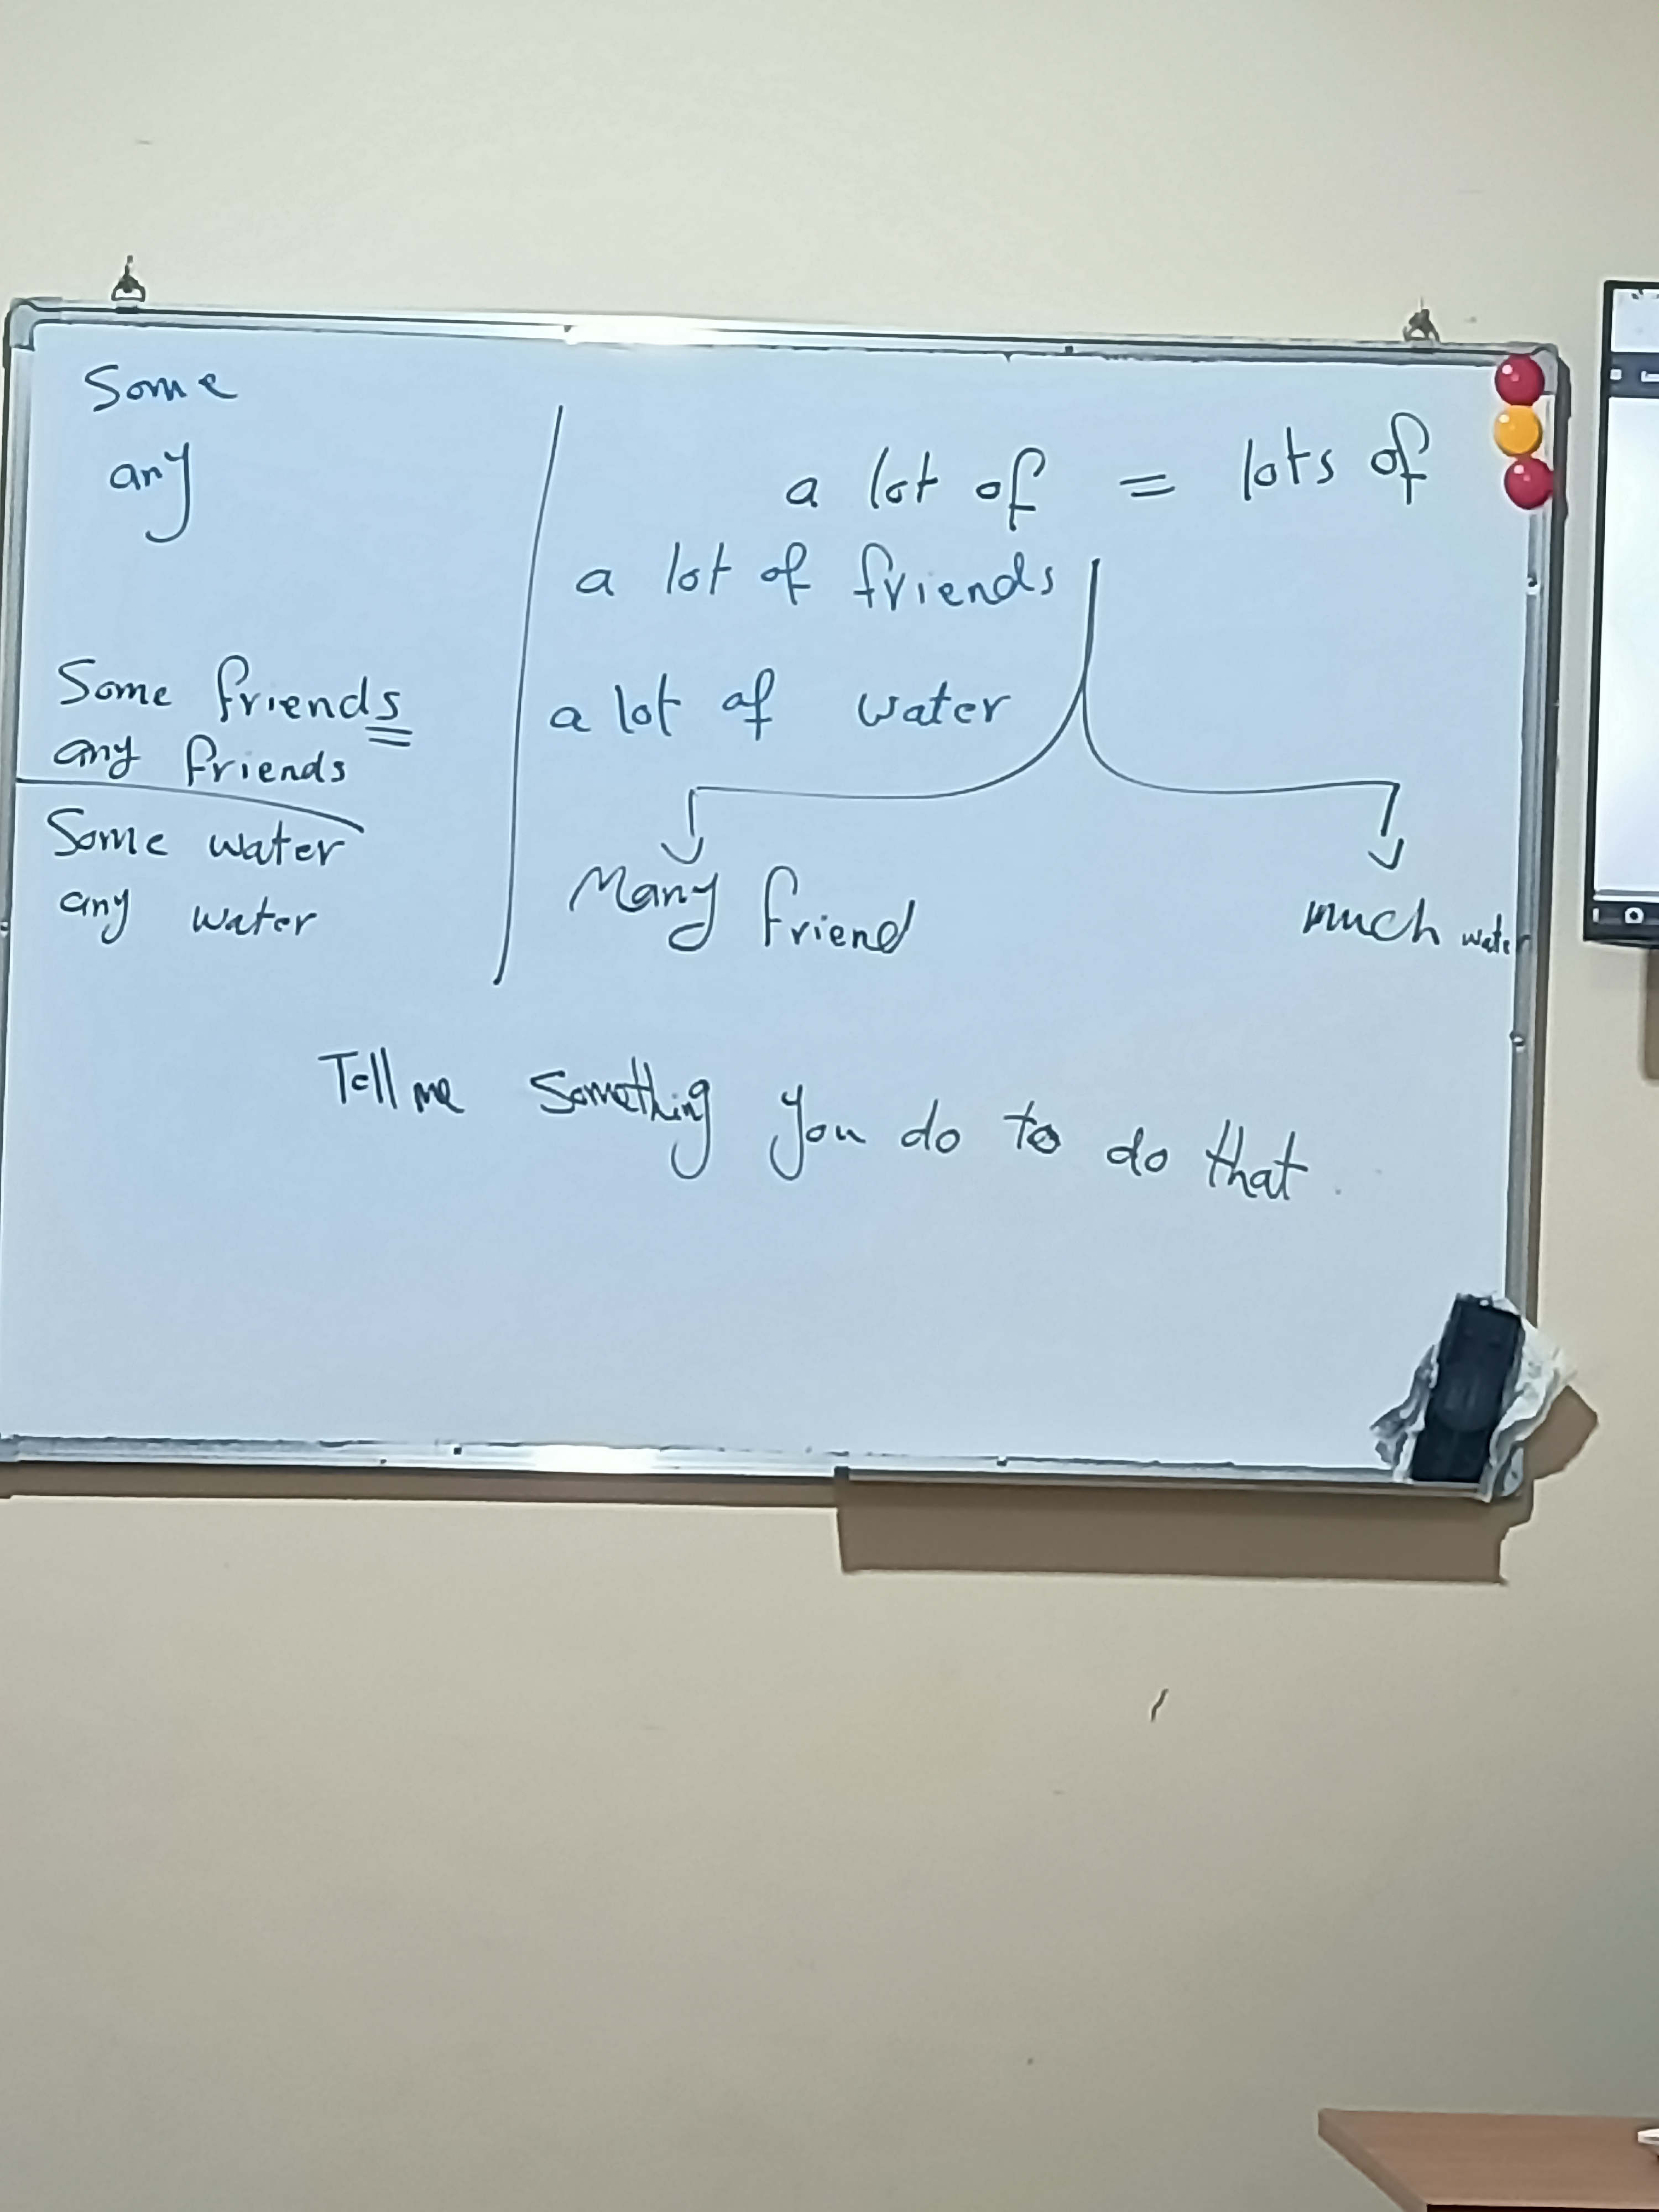 Some
any
Some friends
any friends
Some water
any water
a lot of = lots of
a lot of friends
a lot of water
Many friend
much water
Tell me something you do to do that.